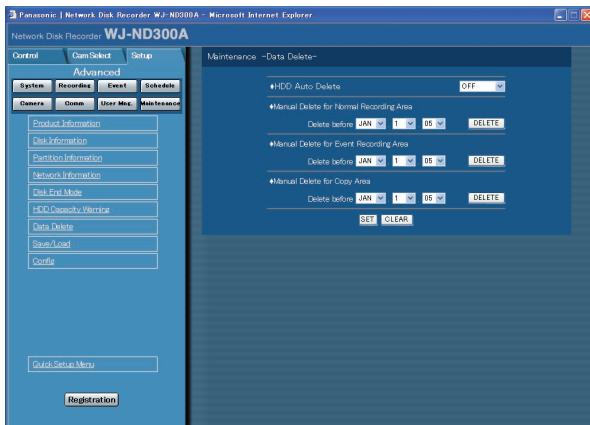 Panasonic | Network Disk Recorder WJ-ND300A - Microsoft Internet Explorer
Network Disk Recorder WJ-ND300A
Control Cam Select Setup
Maintenance -Data Delete-
Advanced
System Recording Event Schedule
Camera Comm User Mng. Maintenance
Product Information
Disk Information
Partition Information
Network Information
Disk End Mode
HDD Capacity Warning
Data Delete
Save/Load
Config
Quick Setup Menu
Registration
♦HDD Auto Delete OFF
♦Manual Delete for Normal Recording Area
Delete before JAN 1 05 DELETE
♦Manual Delete for Event Recording Area
Delete before JAN 1 05 DELETE
♦Manual Delete for Copy Area
Delete before JAN 1 05 DELETE
SET CLEAR